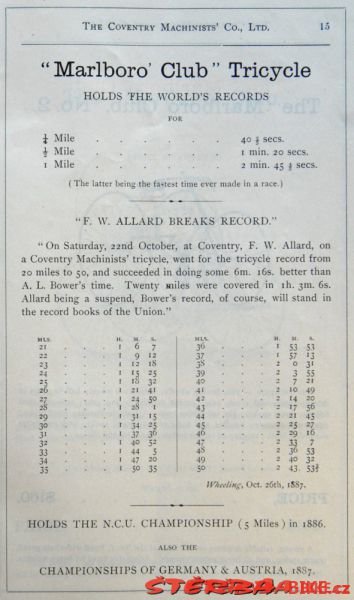 THE COVENTRY MACHINISTS' CO., LTD. 15
"Marlboro' Club" Tricycle
HOLDS THE WORLD'S RECORDS
FOR
¼ Mile . . . . . 40 ⅘ secs.
½ Mile . . . . . 1 min. 20 secs.
1 Mile . . . . . 2 min. 45 ⅘ secs.
(The latter being the fastest time ever made in a race.)
"F. W. ALLARD BREAKS RECORD."
"On Saturday, 22nd October, at Coventry, F. W. Allard, on
a Coventry Machinists' tricycle, went for the tricycle record from
20 miles to 50, and succeeded in doing some 6m. 16s. better than
A. L. Bower's time. Twenty miles were covered in 1h. 3m. 6s.
Allard being a suspend, Bower's record, of course, will stand in
the record books of the Union."
MLS. H. M. S. MLS. H. M. S.
21 1 6 7 36 1 53 53
22 1 9 12 37 1 57 13
23 1 12 18 38 2 0 31
24 1 15 25 39 2 3 55
25 1 18 32 40 2 7 21
26 1 21 41 41 2 10 49
27 1 24 50 42 2 14 20
28 1 28 1 43 2 17 56
29 1 31 15 44 2 21 45
30 1 34 25 45 2 25 27
31 1 37 36 46 2 29 16
32 1 40 52 47 2 33 7
33 1 44 5 48 2 36 53
34 1 47 20 49 2 40 32
35 1 50 35 50 2 43 53
Wheeling, Oct. 26th, 1887.
HOLDS THE N.C.U. CHAMPIONSHIP (5 Miles) in 1886.
ALSO THE
CHAMPIONSHIPS OF GERMANY & AUSTRIA, 1887.
ŠTĚRBA BIKE.cz